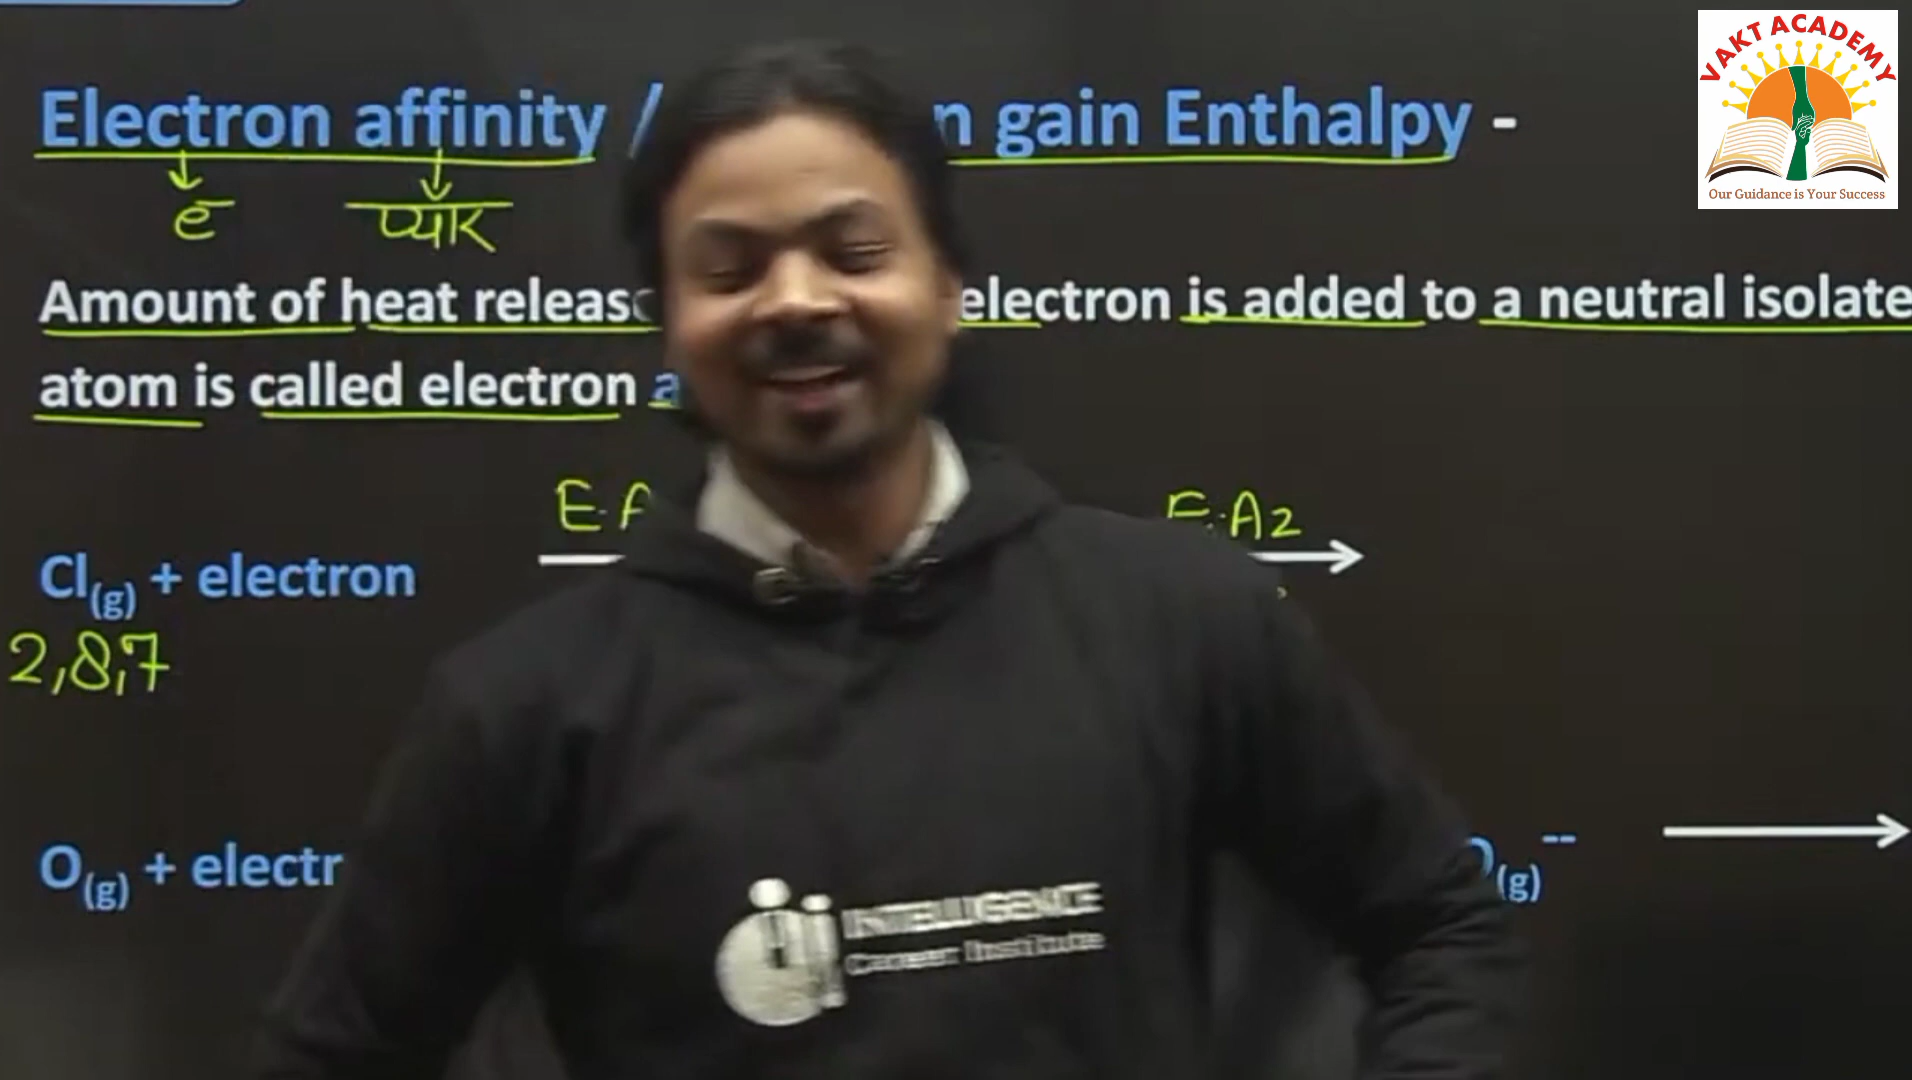 VAKT ACADEMY
Our Guidance is Your Success
Electron affinity / n gain Enthalpy -
e प्यार
Amount of heat releas electron is added to a neutral isolate
atom is called electron a
E.A E.A2
Cl(g) + electron
2,8,7
O(g) + electr O(g)--
INTELLIGENCE
Career Institute